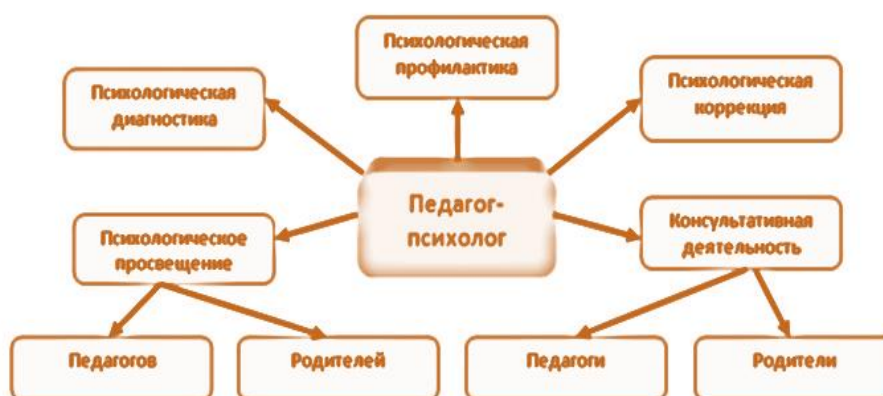 Психологическая
профилактика
Психологическая
диагностика
Психологическая
коррекция
Педагог-
психолог
Психологическое
просвещение
Консультативная
деятельность
Педагогов
Родителей
Педагоги
Родители